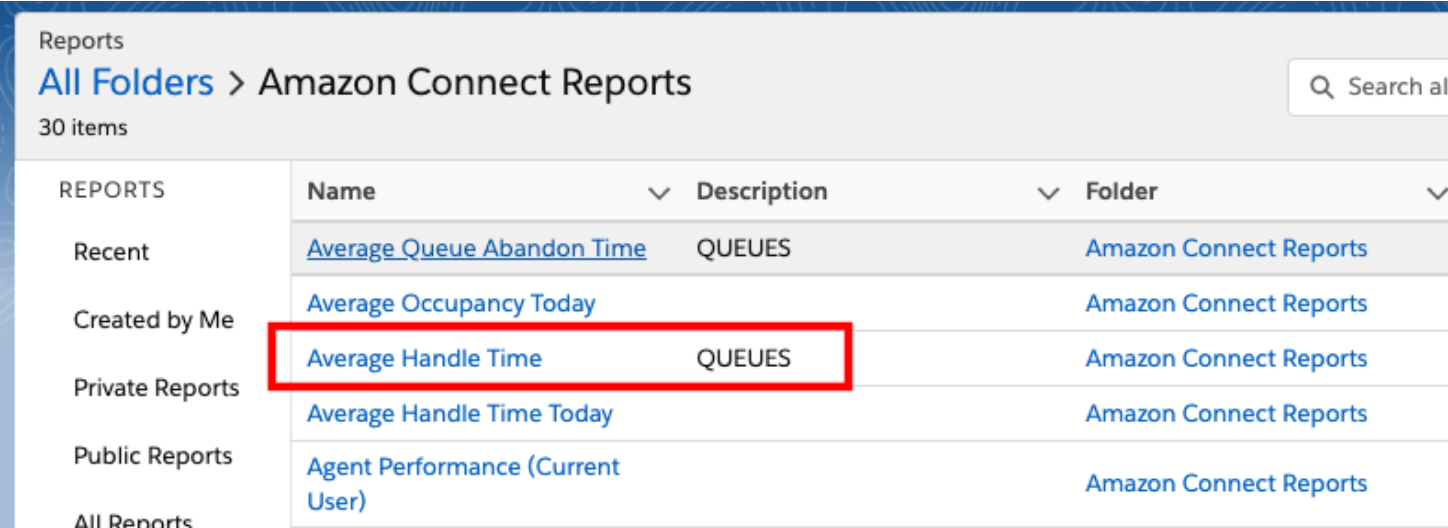 Reports
All Folders > Amazon Connect Reports
30 items
Search al
REPORTS
Recent
Created by Me
Private Reports
Public Reports
All Reports
Name Description Folder
Average Queue Abandon Time QUEUES Amazon Connect Reports
Average Occupancy Today Amazon Connect Reports
Average Handle Time QUEUES Amazon Connect Reports
Average Handle Time Today Amazon Connect Reports
Agent Performance (Current
User) Amazon Connect Reports